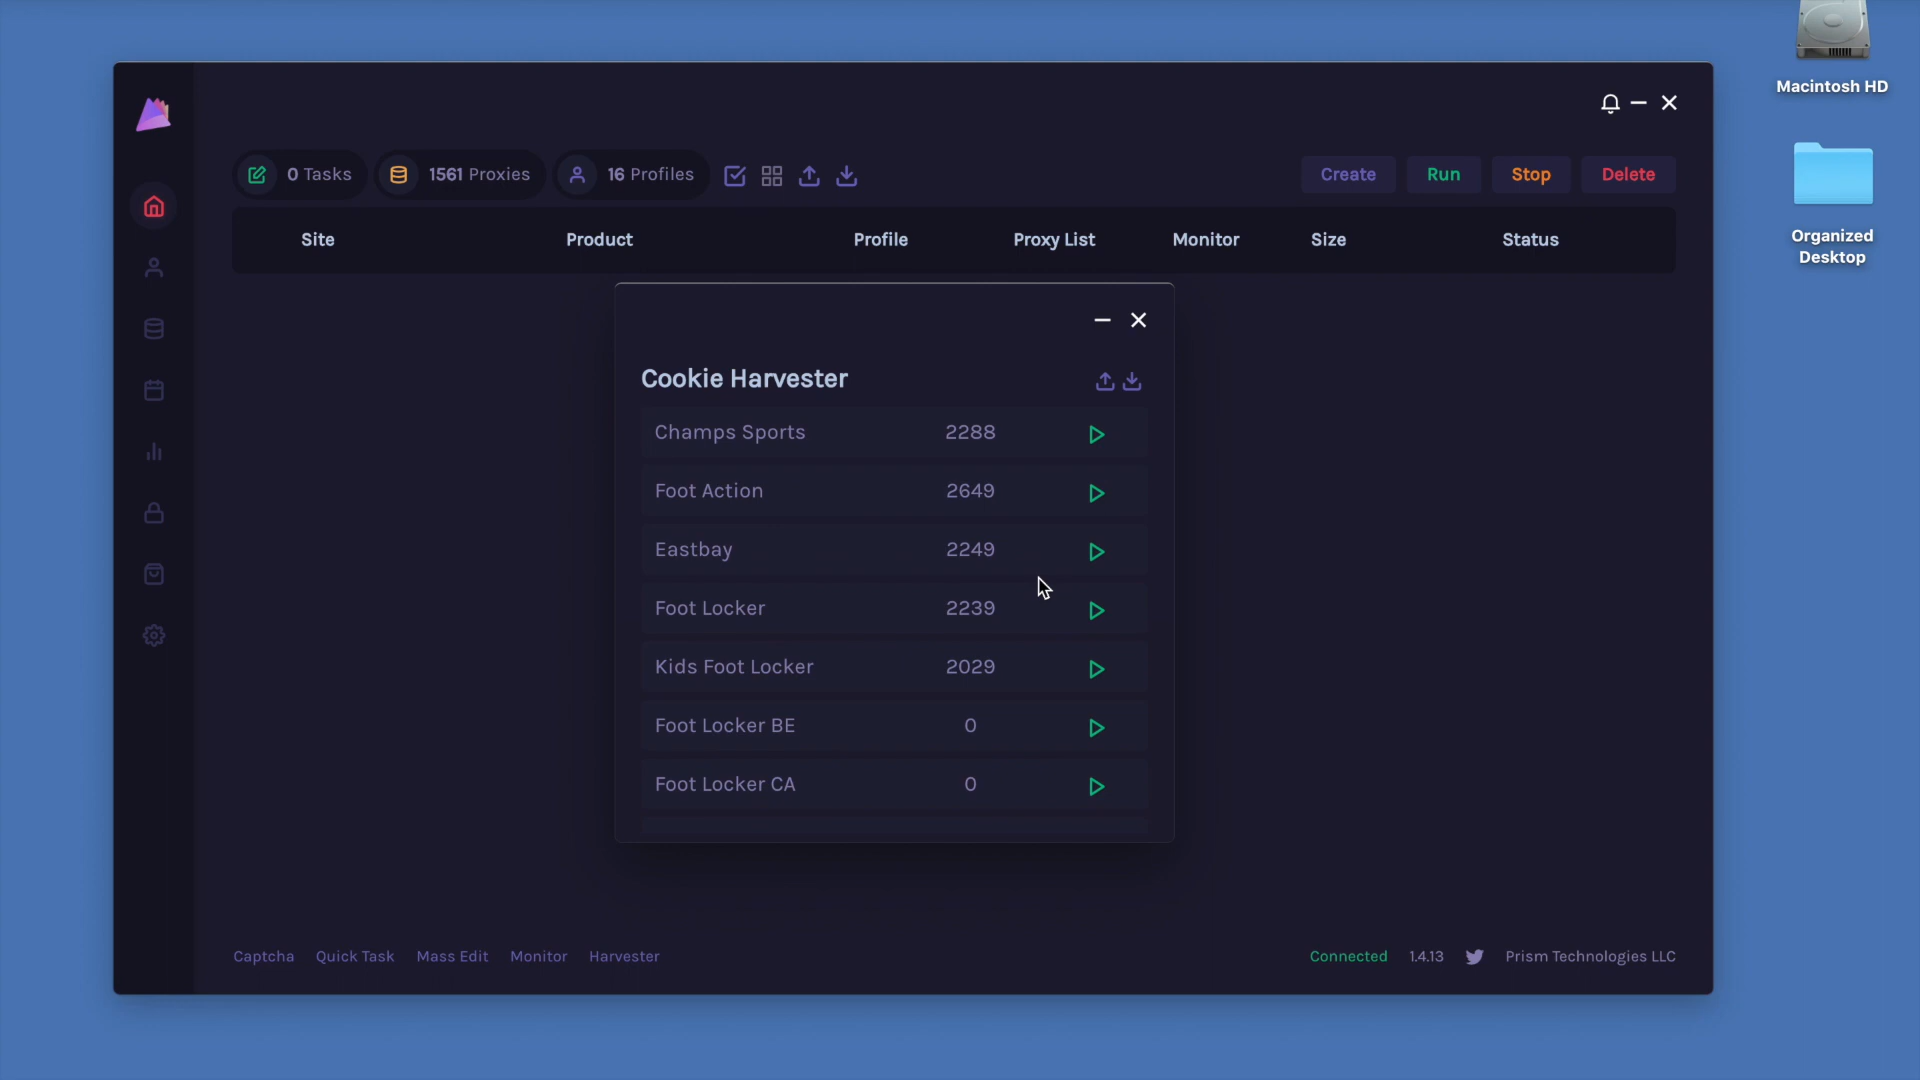 Macintosh HD
Organized
Desktop
0 Tasks
1561 Proxies
16 Profiles
Create
Run
Stop
Delete
Site
Product
Profile
Proxy List
Monitor
Size
Status
Cookie Harvester
Champs Sports 2288
Foot Action 2649
Eastbay 2249
Foot Locker 2239
Kids Foot Locker 2029
Foot Locker BE 0
Foot Locker CA 0
Captcha
Quick Task
Mass Edit
Monitor
Harvester
Connected
1.4.13
Prism Technologies LLC